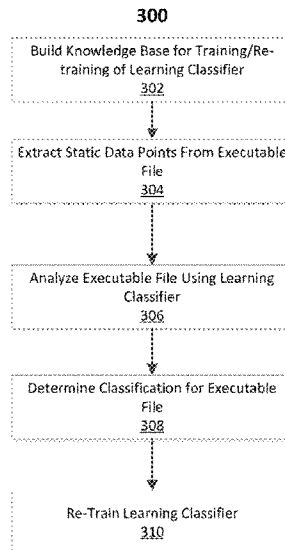 300
Build Knowledge Base for Training/Re-
training of Learning Classifier
302
Extract Static Data Points From Executable
File
304
Analyze Executable File Using Learning
Classifier
306
Determine Classification for Executable
File
308
Re-Train Learning Classifier
310